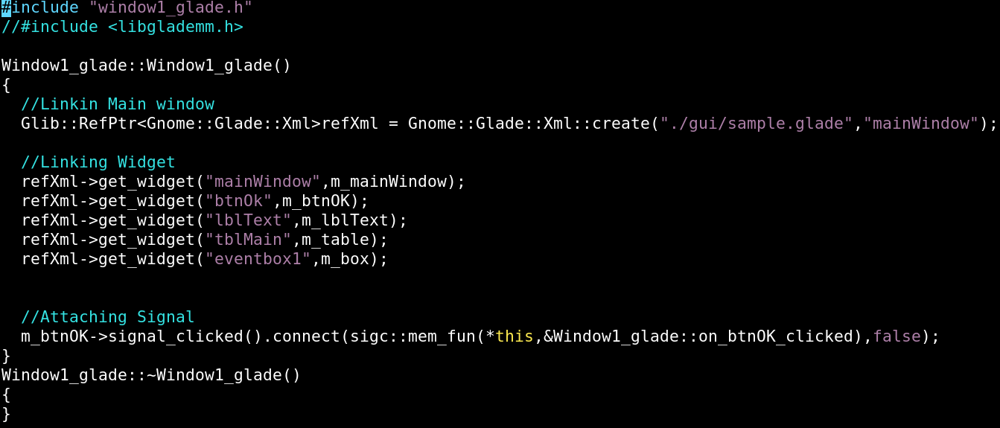 #include "window1_glade.h"
//#include <libglademm.h>
Window1_glade::Window1_glade()
{
  //Linkin Main window
  Glib::RefPtr<Gnome::Glade::Xml>refXml = Gnome::Glade::Xml::create("./gui/sample.glade","mainWindow");
  //Linking Widget
  refXml->get_widget("mainWindow",m_mainWindow);
  refXml->get_widget("btnOk",m_btnOK);
  refXml->get_widget("lblText",m_lblText);
  refXml->get_widget("tblMain",m_table);
  refXml->get_widget("eventbox1",m_box);
  //Attaching Signal
  m_btnOK->signal_clicked().connect(sigc::mem_fun(*this,&Window1_glade::on_btnOK_clicked),false);
}
Window1_glade::~Window1_glade()
{
}